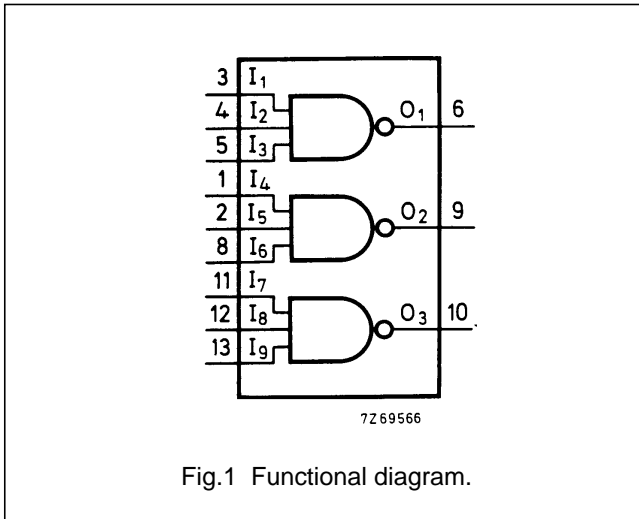 3 I1
4 I2 O1 6
5 I3
1 I4
2 I5 O2 9
8 I6
11 I7
12 I8 O3 10
13 I9
7Z69566
Fig.1 Functional diagram.